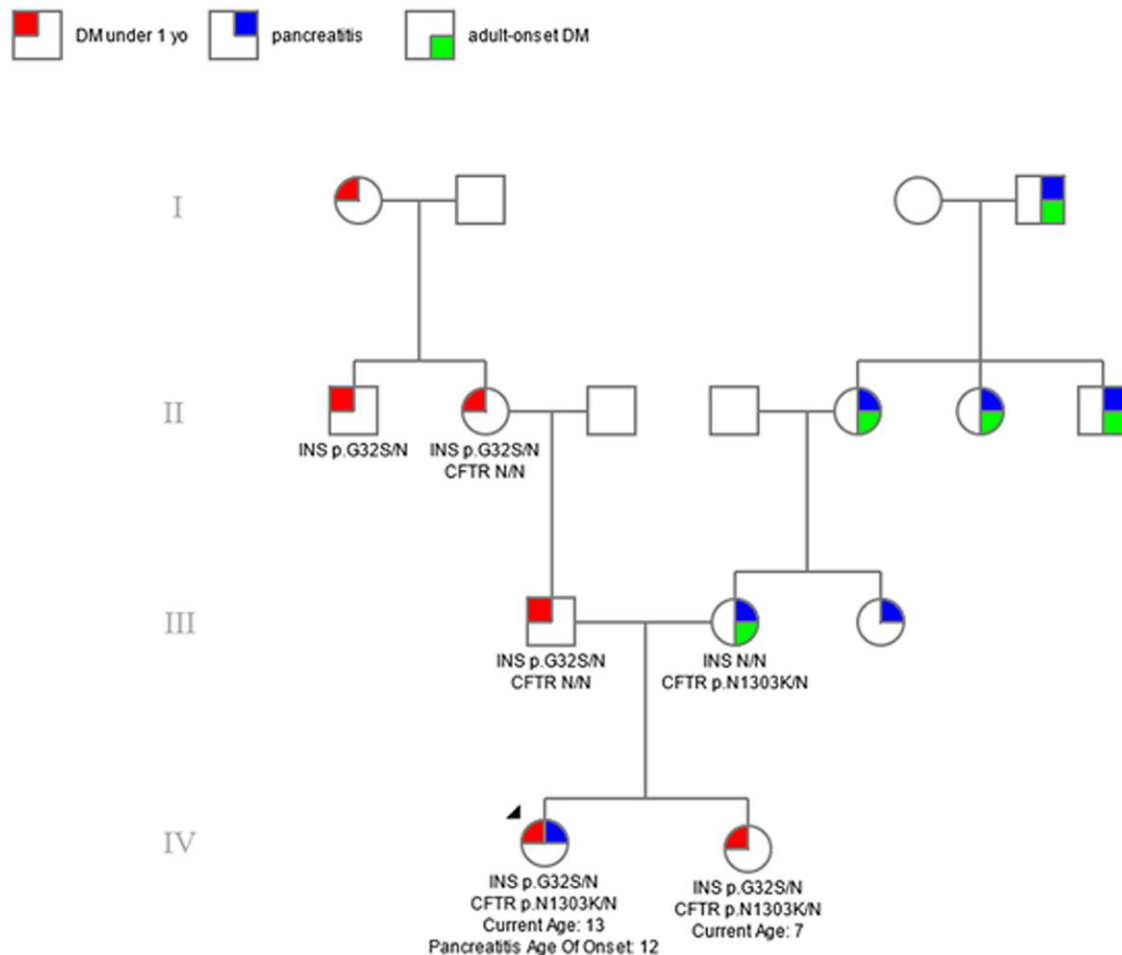 DM under 1 yo
pancreatitis
adult-onset DM
I
II
INS p.G32S/N
INS p.G32S/N
CFTR N/N
III
INS p.G32S/N
CFTR N/N
INS N/N
CFTR p.N1303K/N
IV
INS p.G32S/N
CFTR p.N1303K/N
Current Age: 13
Pancreatitis Age Of Onset: 12
INS p.G32S/N
CFTR p.N1303K/N
Current Age: 7